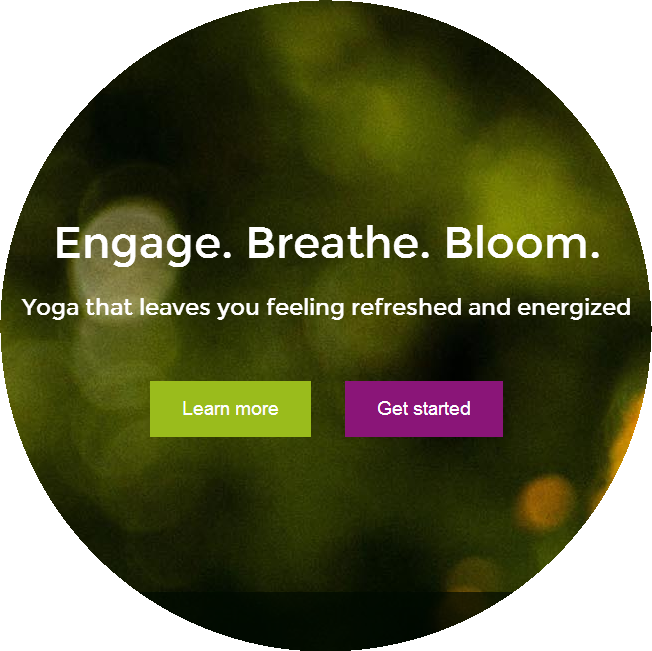 Engage. Breathe. Bloom.
Yoga that leaves you feeling refreshed and energized
Learn more
Get started